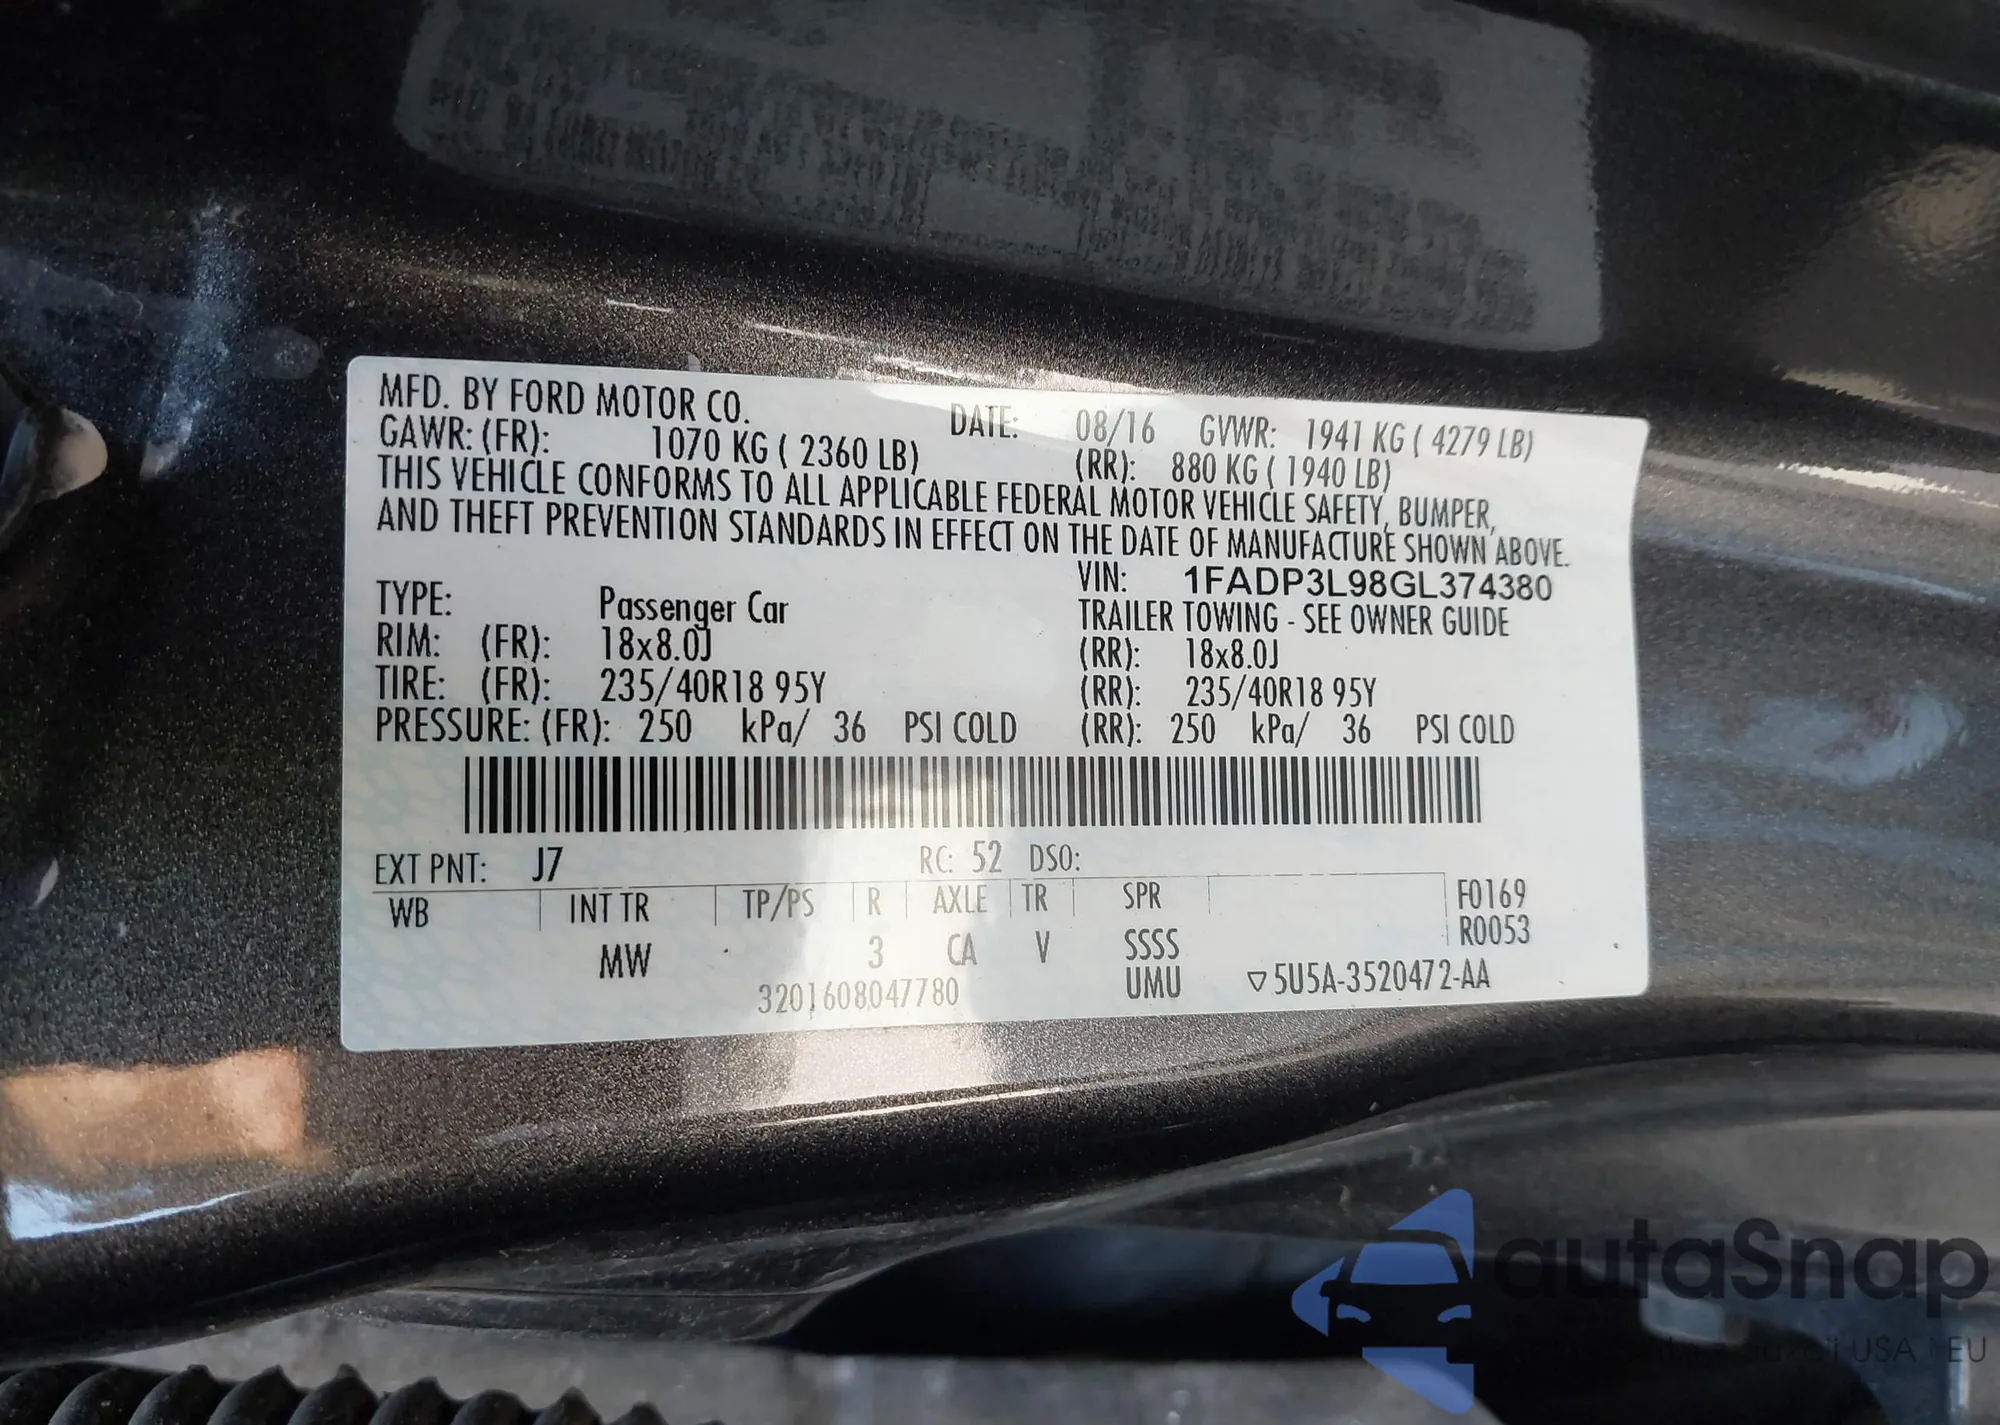 MFD. BY FORD MOTOR CO. DATE: 08/16 GVWR: 1941 KG ( 4279 LB)
GAWR: (FR): 1070 KG ( 2360 LB) (RR): 880 KG ( 1940 LB)
THIS VEHICLE CONFORMS TO ALL APPLICABLE FEDERAL MOTOR VEHICLE SAFETY, BUMPER,
AND THEFT PREVENTION STANDARDS IN EFFECT ON THE DATE OF MANUFACTURE SHOWN ABOVE.
VIN: 1FADP3L98GL374380
TYPE: Passenger Car TRAILER TOWING - SEE OWNER GUIDE
RIM: (FR): 18x8.0J (RR): 18x8.0J
TIRE: (FR): 235/40R18 95Y (RR): 235/40R18 95Y
PRESSURE: (FR): 250 kPa/ 36 PSI COLD (RR): 250 kPa/ 36 PSI COLD
EXT PNT: J7 RC: 52 DSO:
WB INT TR TP/PS R AXLE TR SPR F0169
R0053
MW 3 CA V SSSS
3201608047780 UMU ▽5U5A-3520472-AA
autaSnap
USA i EU